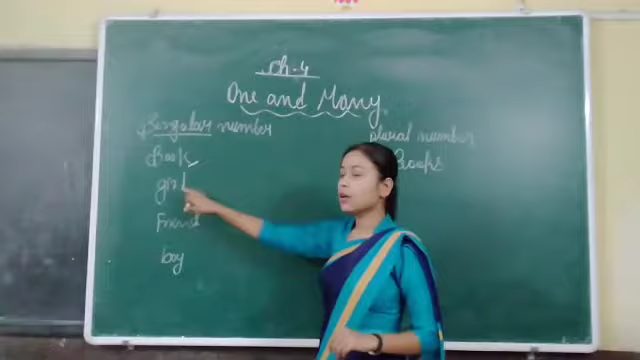 Ch-4
One and Many.
Singular number
plural number
Book
Books
girl
Friend
boy